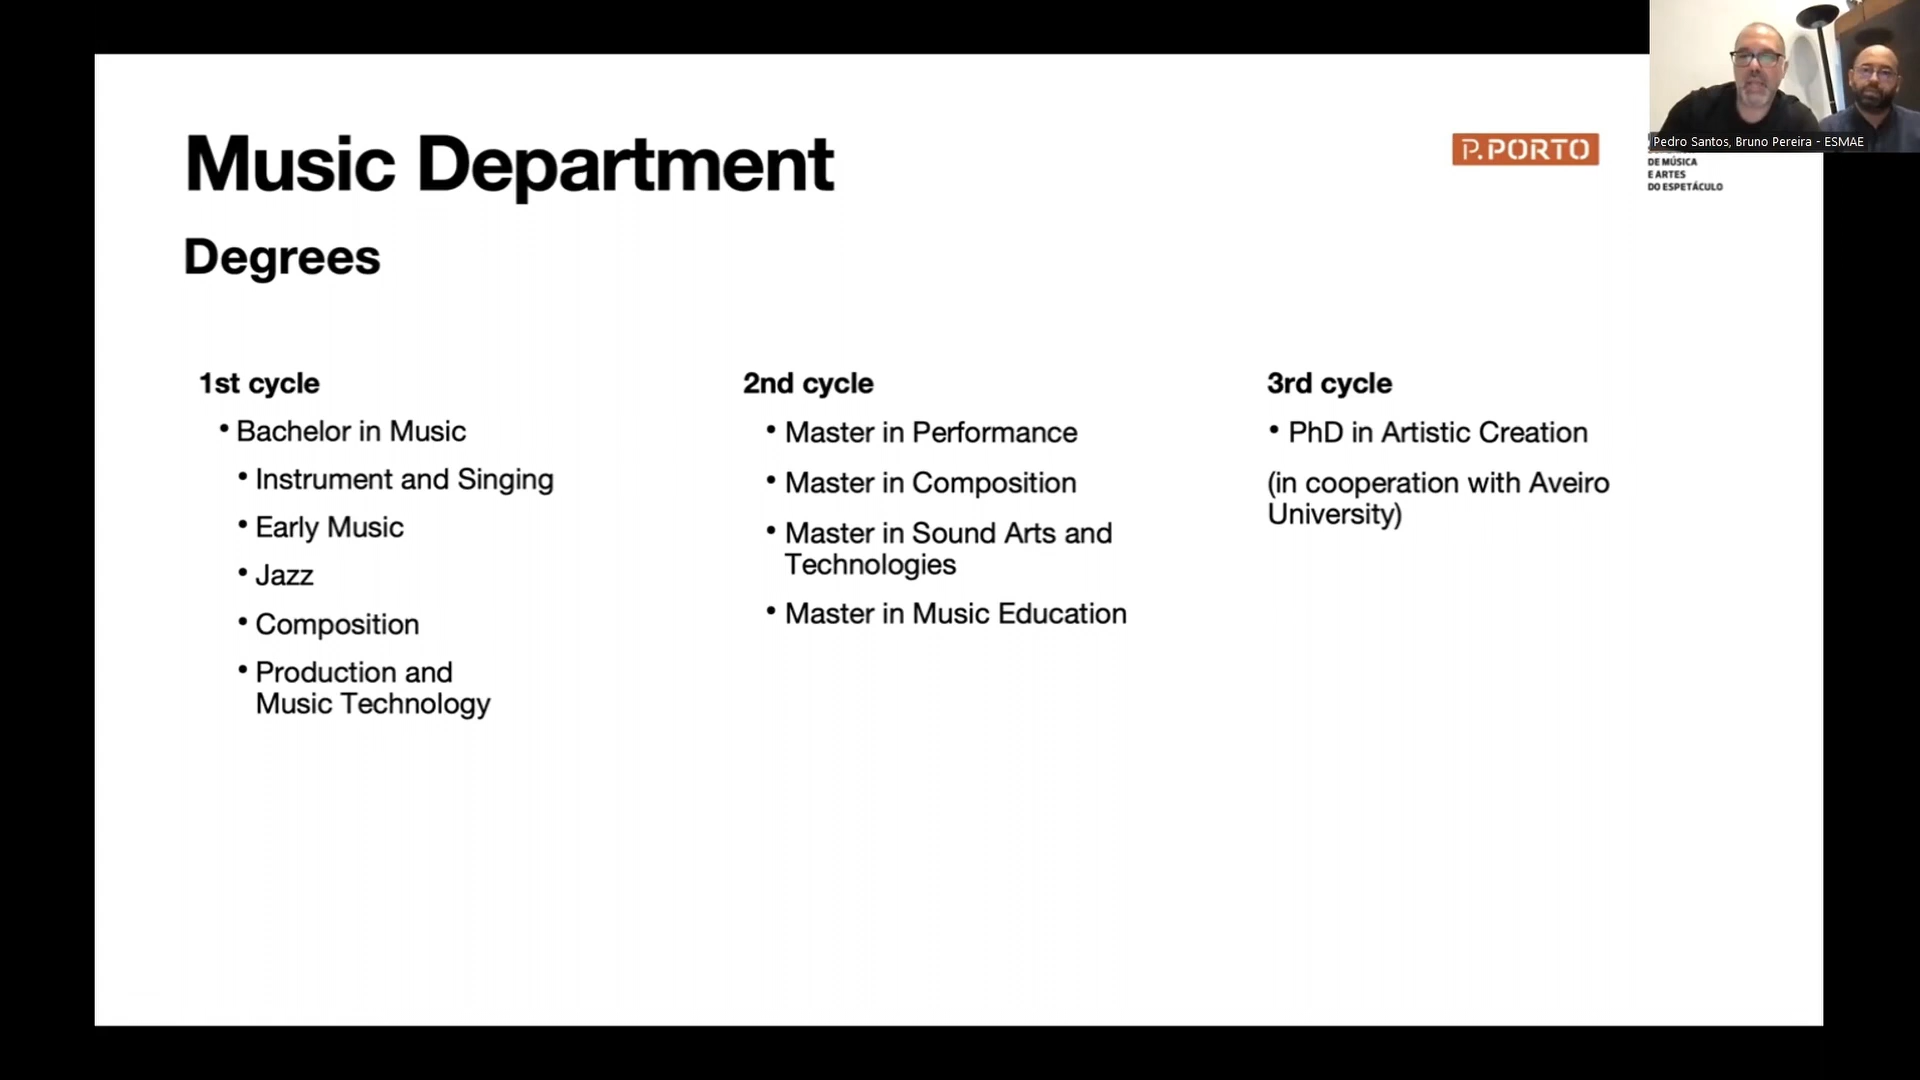 Music Department
P.PORTO
Pedro Santos, Bruno Pereira - ESMAE
DE MÚSICA
E ARTES
DO ESPETÁCULO
Degrees
1st cycle
• Bachelor in Music
• Instrument and Singing
• Early Music
• Jazz
• Composition
• Production and
Music Technology
2nd cycle
• Master in Performance
• Master in Composition
• Master in Sound Arts and
Technologies
• Master in Music Education
3rd cycle
• PhD in Artistic Creation
(in cooperation with Aveiro
University)